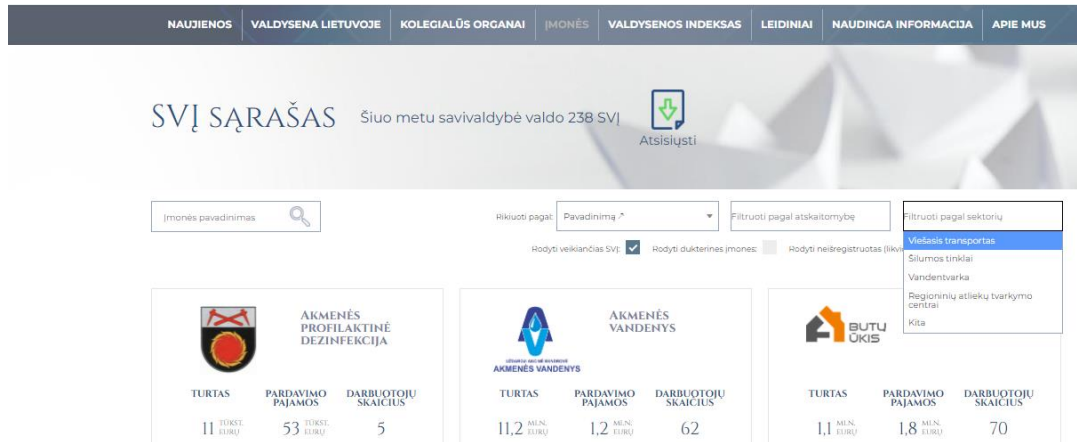 NAUJIENOS VALDYSENA LIETUVOJE KOLEGIALŪS ORGANAI ĮMONĖS VALDYSENOS INDEKSAS LEIDINIAI NAUDINGA INFORMACIJA APIE MUS
SVĮ SĄRAŠAS Šiuo metu savivaldybė valdo 238 SVĮ
Atsisiųsti
Įmonės pavadinimas Rikiuoti pagal: Pavadinimą Filtruoti pagal atskaitomybę Filtruoti pagal sektorių
Rodyti veikiančias SVĮ: Rodyti dukterines įmones: Rodyti neišregistruotas
Viešasis transportas
Šilumos tinklai
Vandentvarka
Regioninių atliekų tvarkymo
centrai
Kita
AKMENĖS
PROFILAKTINĖ
DEZINFEKCIJA
TURTAS PARDAVIMO PAJAMOS DARBUOTOJŲ SKAIČIUS
11 TŪKST. EURŲ 53 TŪKST. EURŲ 5
AKMENĖS
VANDENYS
AKMENĖS VANDENYS
TURTAS PARDAVIMO PAJAMOS DARBUOTOJŲ SKAIČIUS
11,2 MLN. EURŲ 1,2 MLN. EURŲ 62
BUTŲ
ŪKIS
TURTAS PARDAVIMO PAJAMOS DARBUOTOJŲ SKAIČIUS
1,1 MLN. EURŲ 1,8 MLN. EURŲ 70